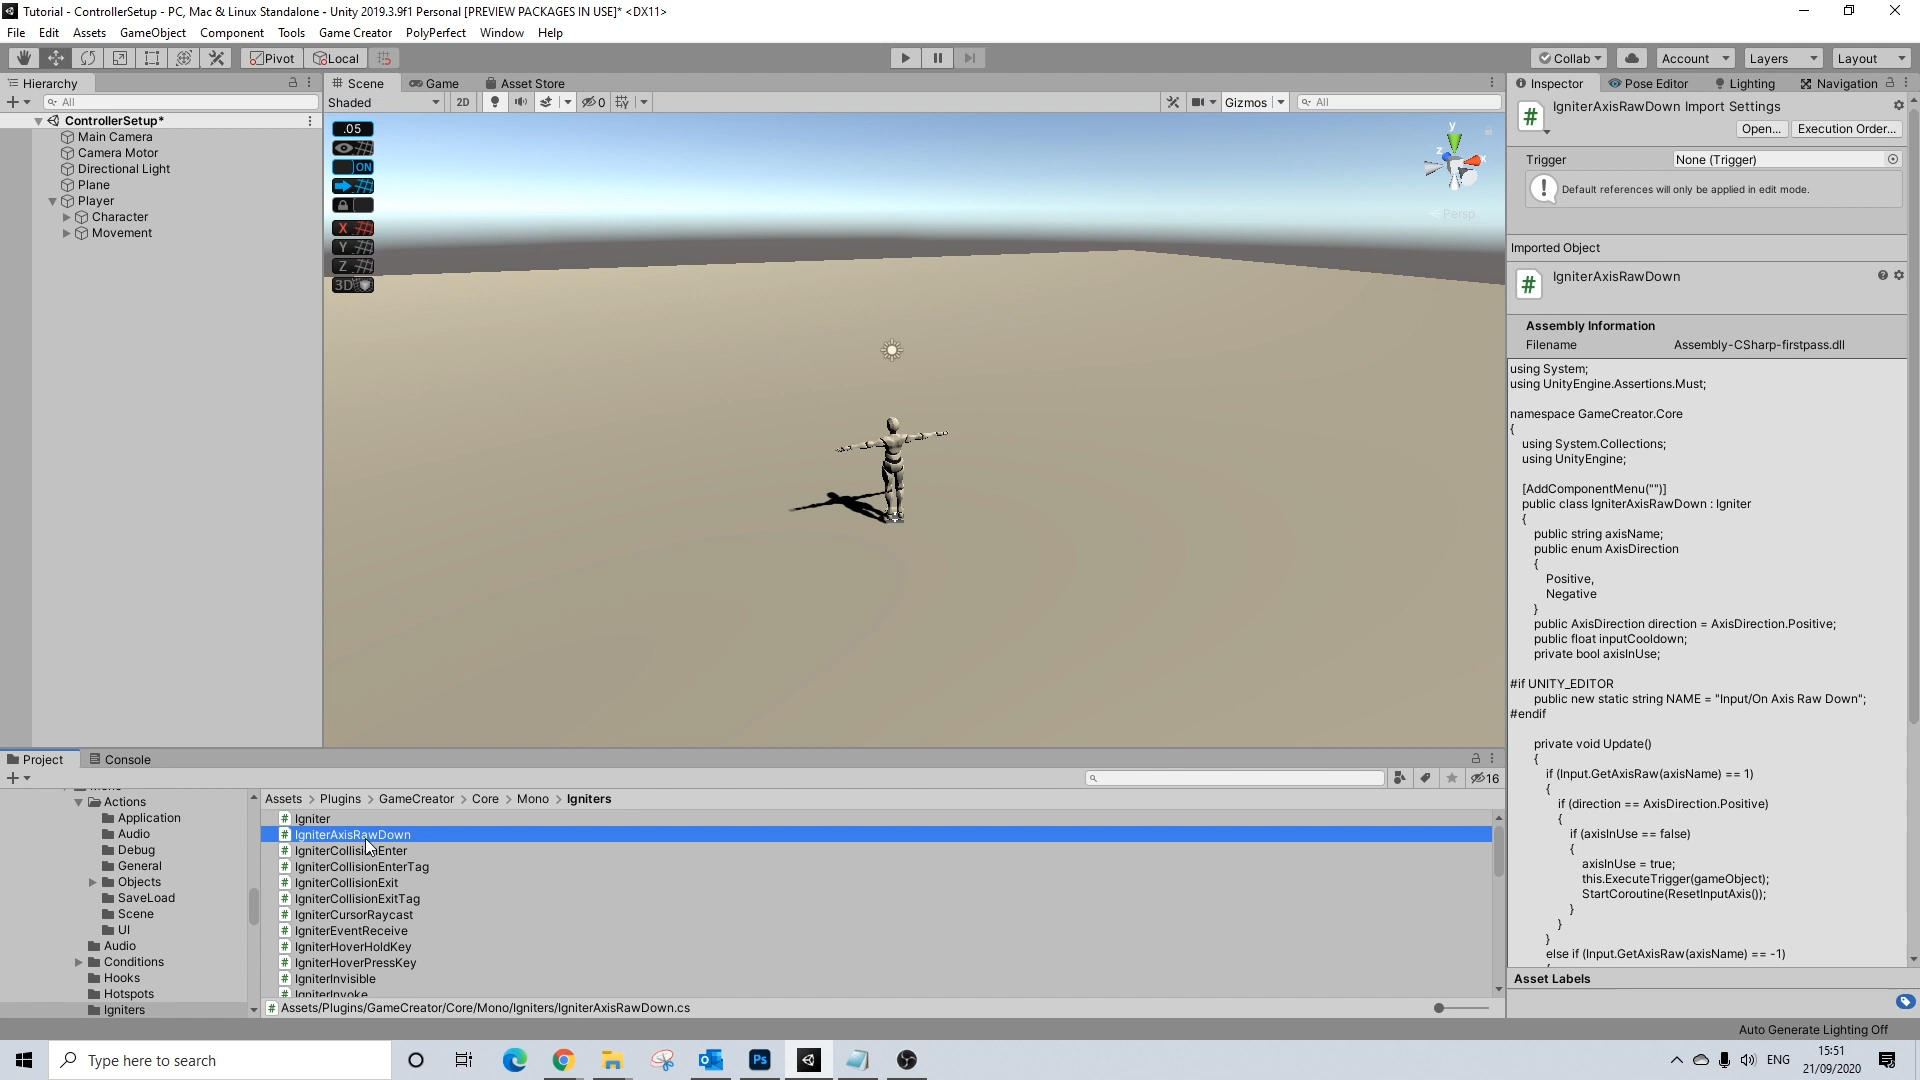 Tutorial - ControllerSetup - PC, Mac & Linux Standalone - Unity 2019.3.9f1 Personal [PREVIEW PACKAGES IN USE]* <DX11>
File Edit Assets GameObject Component Tools Game Creator PolyPerfect Window Help
Pivot Local Collab Account Layers Layout
Hierarchy
All
ControllerSetup*
Main Camera
Camera Motor
Directional Light
Plane
Player
Character
Movement
Scene Game Asset Store
Shaded 2D 0 Gizmos All
.05
ON
X
Y
Z
3D
y
z x
Persp
Inspector Pose Editor Lighting Navigation
IgniterAxisRawDown Import Settings
Open... Execution Order...
Trigger None (Trigger)
Default references will only be applied in edit mode.
Imported Object
IgniterAxisRawDown
Assembly Information
Filename Assembly-CSharp-firstpass.dll
using System;
using UnityEngine.Assertions.Must;
namespace GameCreator.Core
{
using System.Collections;
using UnityEngine;
[AddComponentMenu("")]
public class IgniterAxisRawDown : Igniter
{
public string axisName;
public enum AxisDirection
{
Positive,
Negative
}
public AxisDirection direction = AxisDirection.Positive;
public float inputCooldown;
private bool axisInUse;
#if UNITY_EDITOR
public new static string NAME = "Input/On Axis Raw Down";
#endif
private void Update()
{
if (Input.GetAxisRaw(axisName) == 1)
{
if (direction == AxisDirection.Positive)
{
if (axisInUse == false)
{
axisInUse = true;
this.ExecuteTrigger(gameObject);
StartCoroutine(ResetInputAxis());
}
}
}
else if (Input.GetAxisRaw(axisName) == -1)
Asset Labels
Project Console
16
Actions
Application
Audio
Debug
General
Objects
SaveLoad
Scene
UI
Audio
Conditions
Hooks
Hotspots
Igniters
Assets > Plugins > GameCreator > Core > Mono > Igniters
Igniter
IgniterAxisRawDown
IgniterCollisionEnter
IgniterCollisionEnterTag
IgniterCollisionExit
IgniterCollisionExitTag
IgniterCursorRaycast
IgniterEventReceive
IgniterHoverHoldKey
IgniterHoverPressKey
IgniterInvisible
IgniterInvoke
Assets/Plugins/GameCreator/Core/Mono/Igniters/IgniterAxisRawDown.cs
Auto Generate Lighting Off
Type here to search
Ps
ENG
15:51
21/09/2020